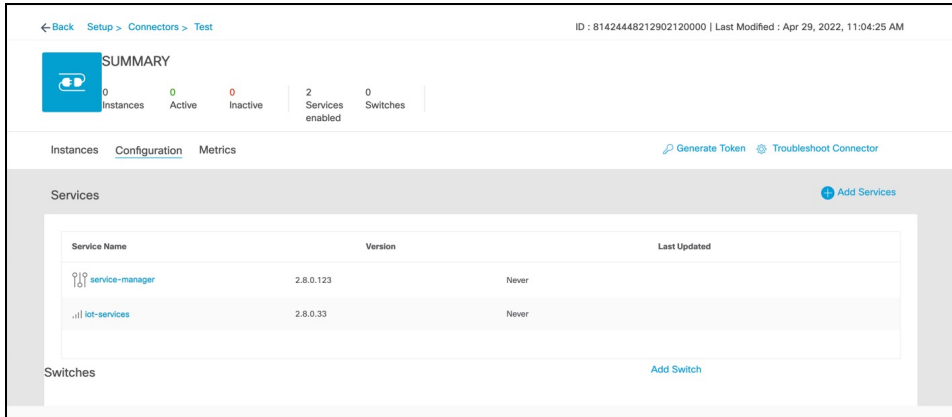 Back Setup > Connectors > Test
ID : 81424448212902120000 | Last Modified : Apr 29, 2022, 11:04:25 AM
SUMMARY
0 0 0 2 0
Instances Active Inactive Services enabled Switches
Instances Configuration Metrics
Generate Token Troubleshoot Connector
Services
Add Services
Service Name Version Last Updated
service-manager 2.8.0.123 Never
iot-services 2.8.0.33 Never
Switches
Add Switch